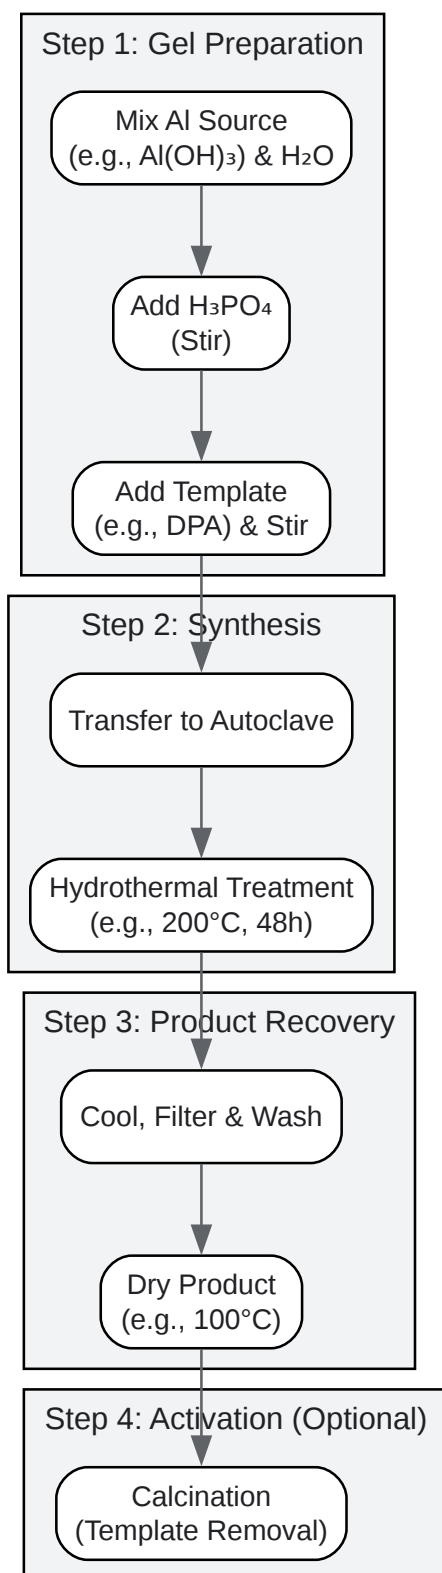 Step 1: Gel Preparation
Mix Al Source
(e.g., Al(OH)₃) & H₂O
Add H₃PO₄
(Stir)
Add Template
(e.g., DPA) & Stir
Step 2: Synthesis
Transfer to Autoclave
Hydrothermal Treatment
(e.g., 200°C, 48h)
Step 3: Product Recovery
Cool, Filter & Wash
Dry Product
(e.g., 100°C)
Step 4: Activation (Optional)
Calcination
(Template Removal)